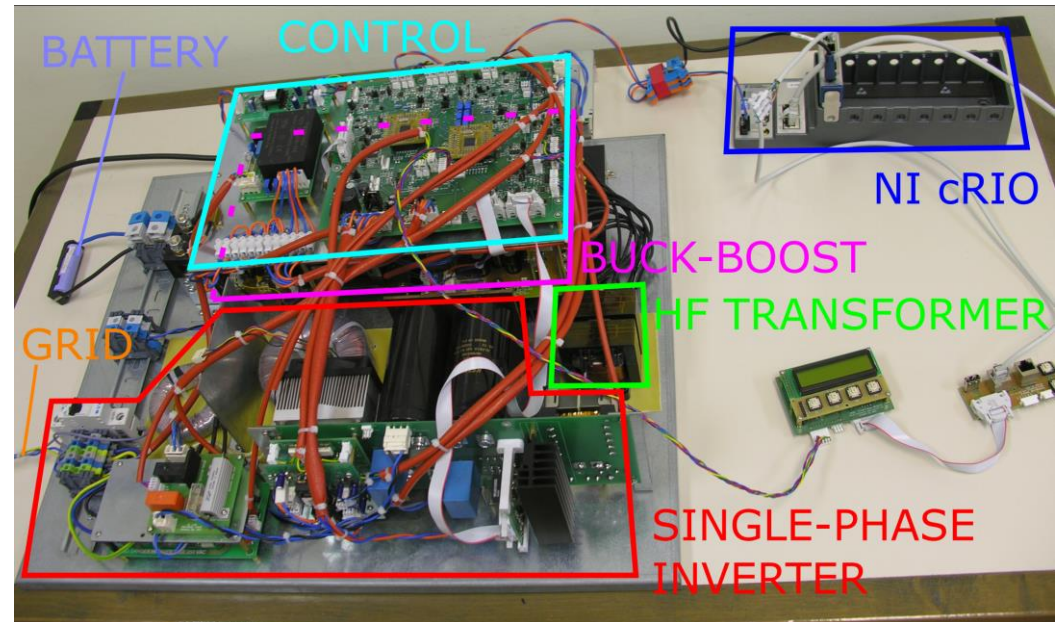 BATTERY
CONTROL
NI cRIO
BUCK-BOOST
HF TRANSFORMER
GRID
SINGLE-PHASE
INVERTER